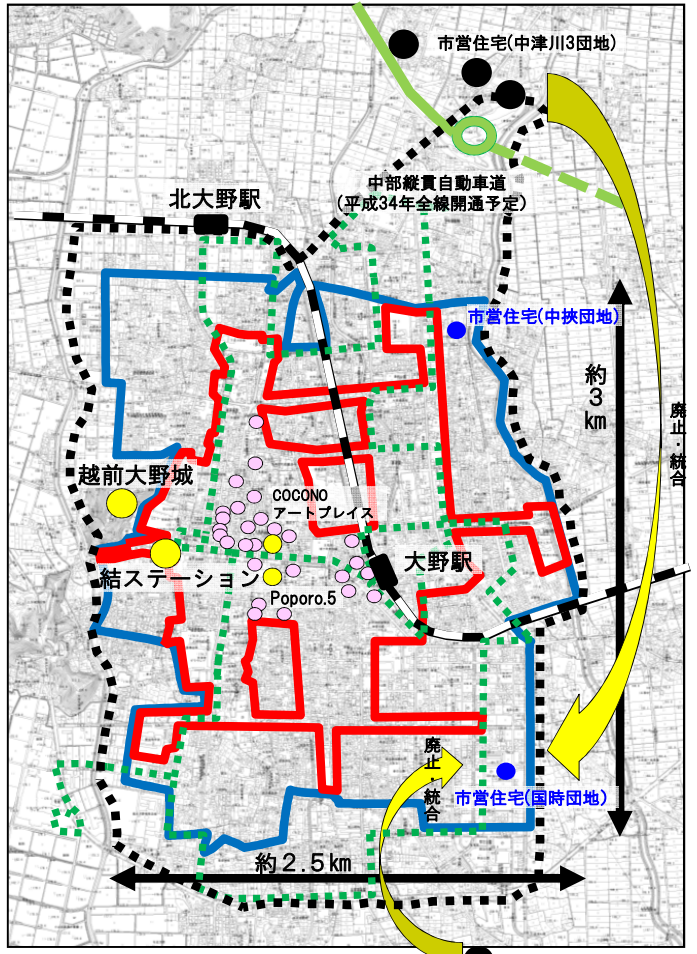 市営住宅(中津川3団地)
中部縦貫自動車道
(平成34年全線開通予定)
北大野駅
市営住宅(中挾団地)
約3km
廃止・統合
越前大野城
COCONO
アートプレイス
大野駅
結ステーション
Poporo.5
廃止・統合
市営住宅(国時団地)
約2.5km